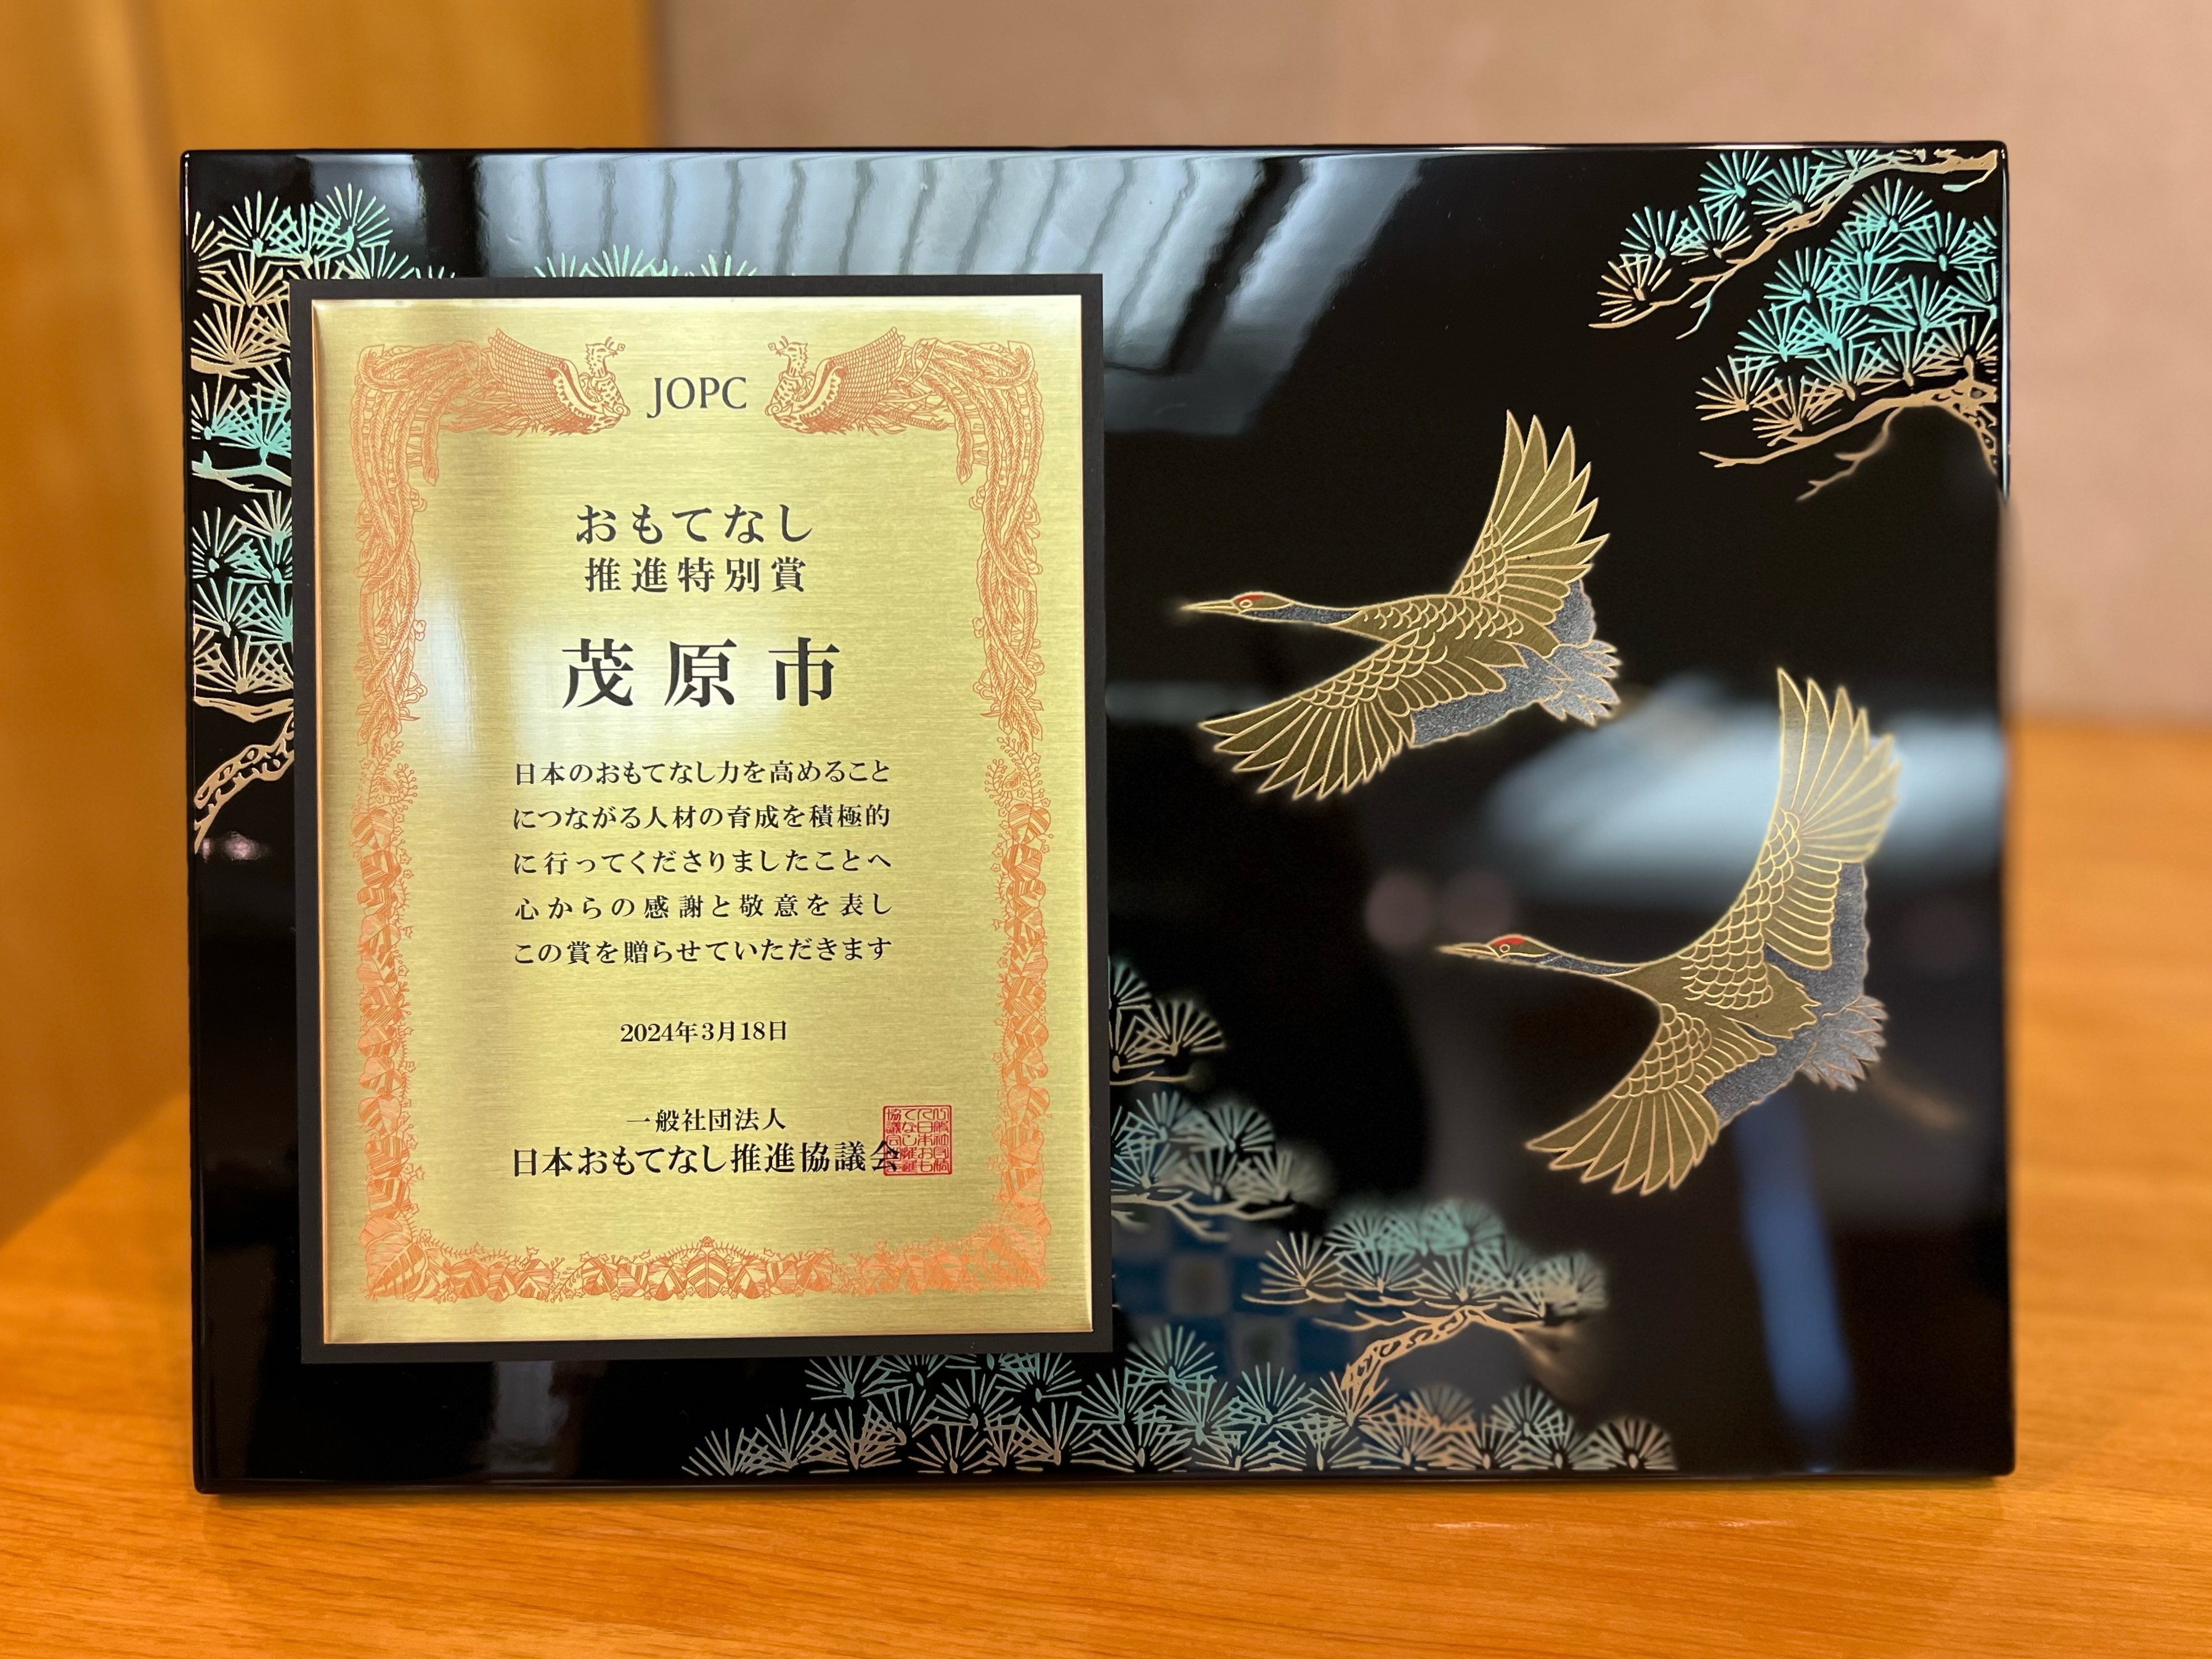 JOPC
おもてなし
推進特別賞
茂原市
日本のおもてなし力を高めること
につながる人材の育成を積極的
に行ってくださりましたことへ
心からの感謝と敬意を表し
この賞を贈らせていただきます
2024年3月18日
一般社団法人
日本おもてなし推進協議会